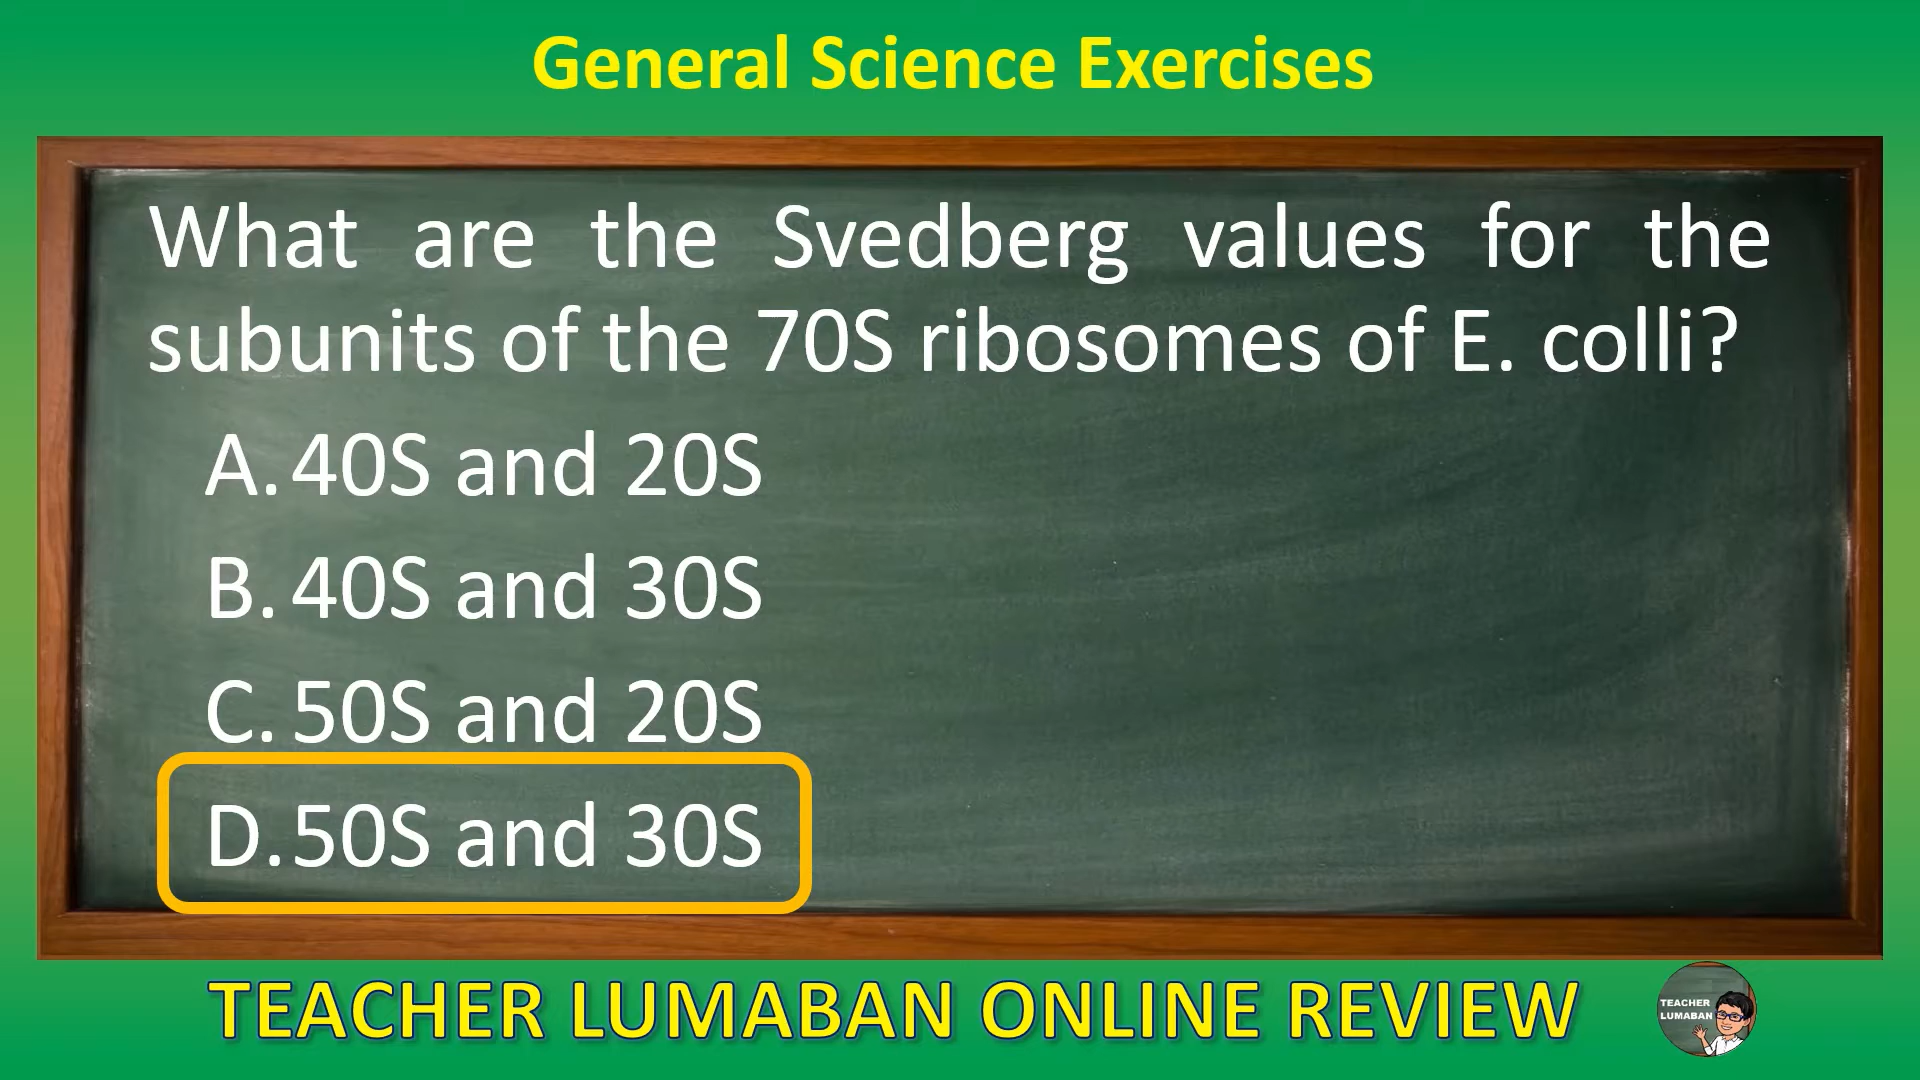 General Science Exercises
What are the Svedberg values for the
subunits of the 70S ribosomes of E. colli?
A. 40S and 20S
B. 40S and 30S
C. 50S and 20S
D. 50S and 30S
TEACHER LUMABAN ONLINE REVIEW
TEACHER
LUMABAN